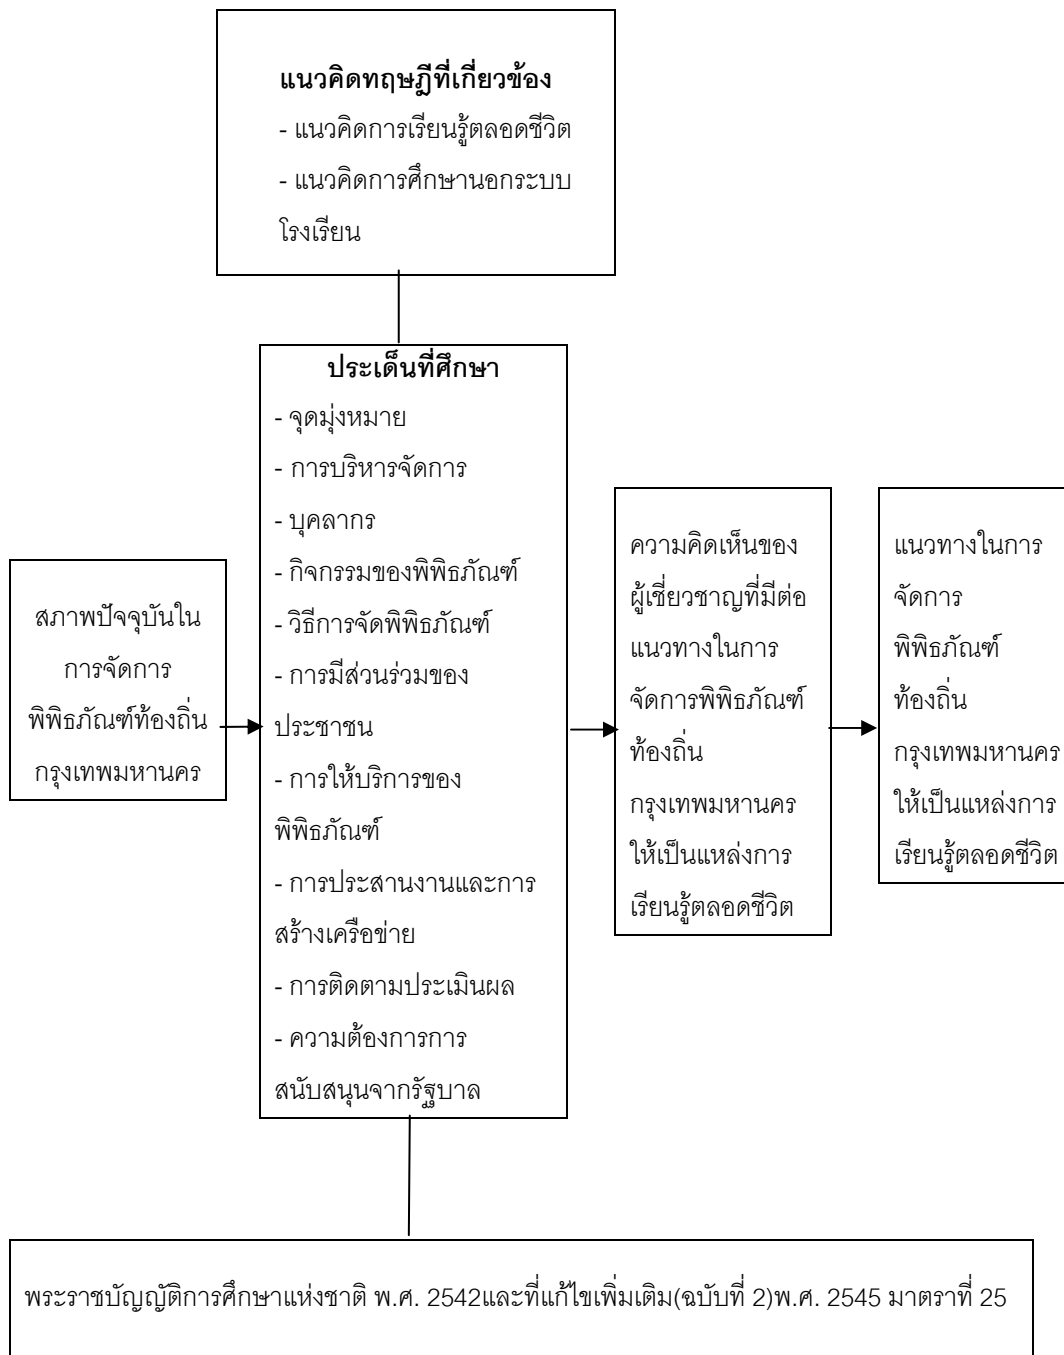 แนวคิดทฤษฎีที่เกี่ยวข้อง
- แนวคิดการเรียนรู้ตลอดชีวิต
- แนวคิดการศึกษานอกระบบ
โรงเรียน
สภาพปัจจุบันใน
การจัดการ
พิพิธภัณฑ์ท้องถิ่น
กรุงเทพมหานคร
ประเด็นที่ศึกษา
- จุดมุ่งหมาย
- การบริหารจัดการ
- บุคลากร
- กิจกรรมของพิพิธภัณฑ์
- วิธีการจัดพิพิธภัณฑ์
- การมีส่วนร่วมของ
ประชาชน
- การให้บริการของ
พิพิธภัณฑ์
- การประสานงานและการ
สร้างเครือข่าย
- การติดตามประเมินผล
- ความต้องการการ
สนับสนุนจากรัฐบาล
ความคิดเห็นของ
ผู้เชี่ยวชาญที่มีต่อ
แนวทางในการ
จัดการพิพิธภัณฑ์
ท้องถิ่น
กรุงเทพมหานคร
ให้เป็นแหล่งการ
เรียนรู้ตลอดชีวิต
แนวทางในการ
จัดการ
พิพิธภัณฑ์
ท้องถิ่น
กรุงเทพมหานคร
ให้เป็นแหล่งการ
เรียนรู้ตลอดชีวิต
พระราชบัญญัติการศึกษาแห่งชาติ พ.ศ. 2542และที่แก้ไขเพิ่มเติม(ฉบับที่ 2)พ.ศ. 2545 มาตราที่ 25